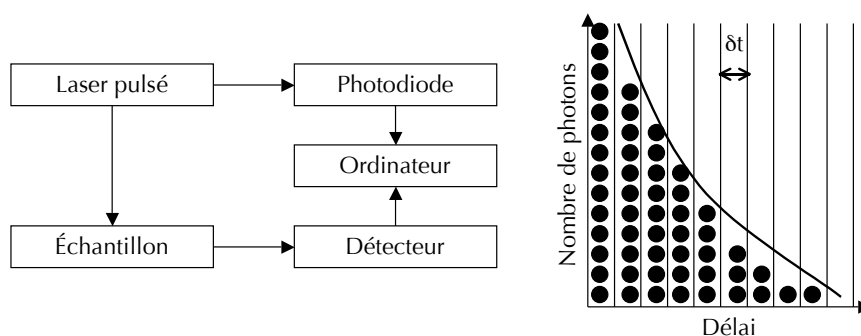 Laser pulsé
Photodiode
Ordinateur
Échantillon
Détecteur
Nombre de photons
δt
Délai